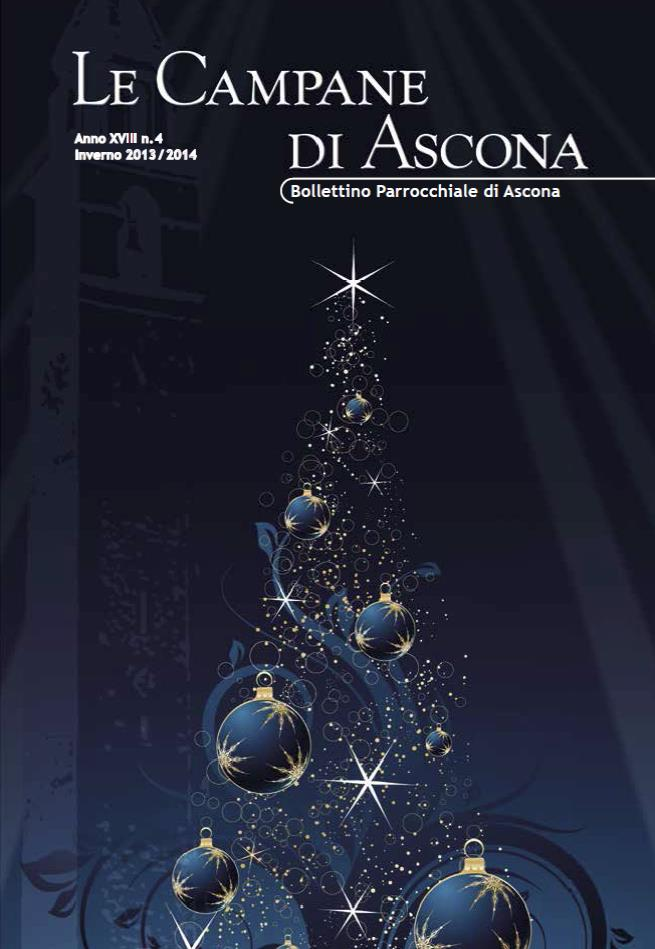 Le Campane
di Ascona
Anno XVIII n. 4
Inverno 2013 / 2014
Bollettino Parrocchiale di Ascona